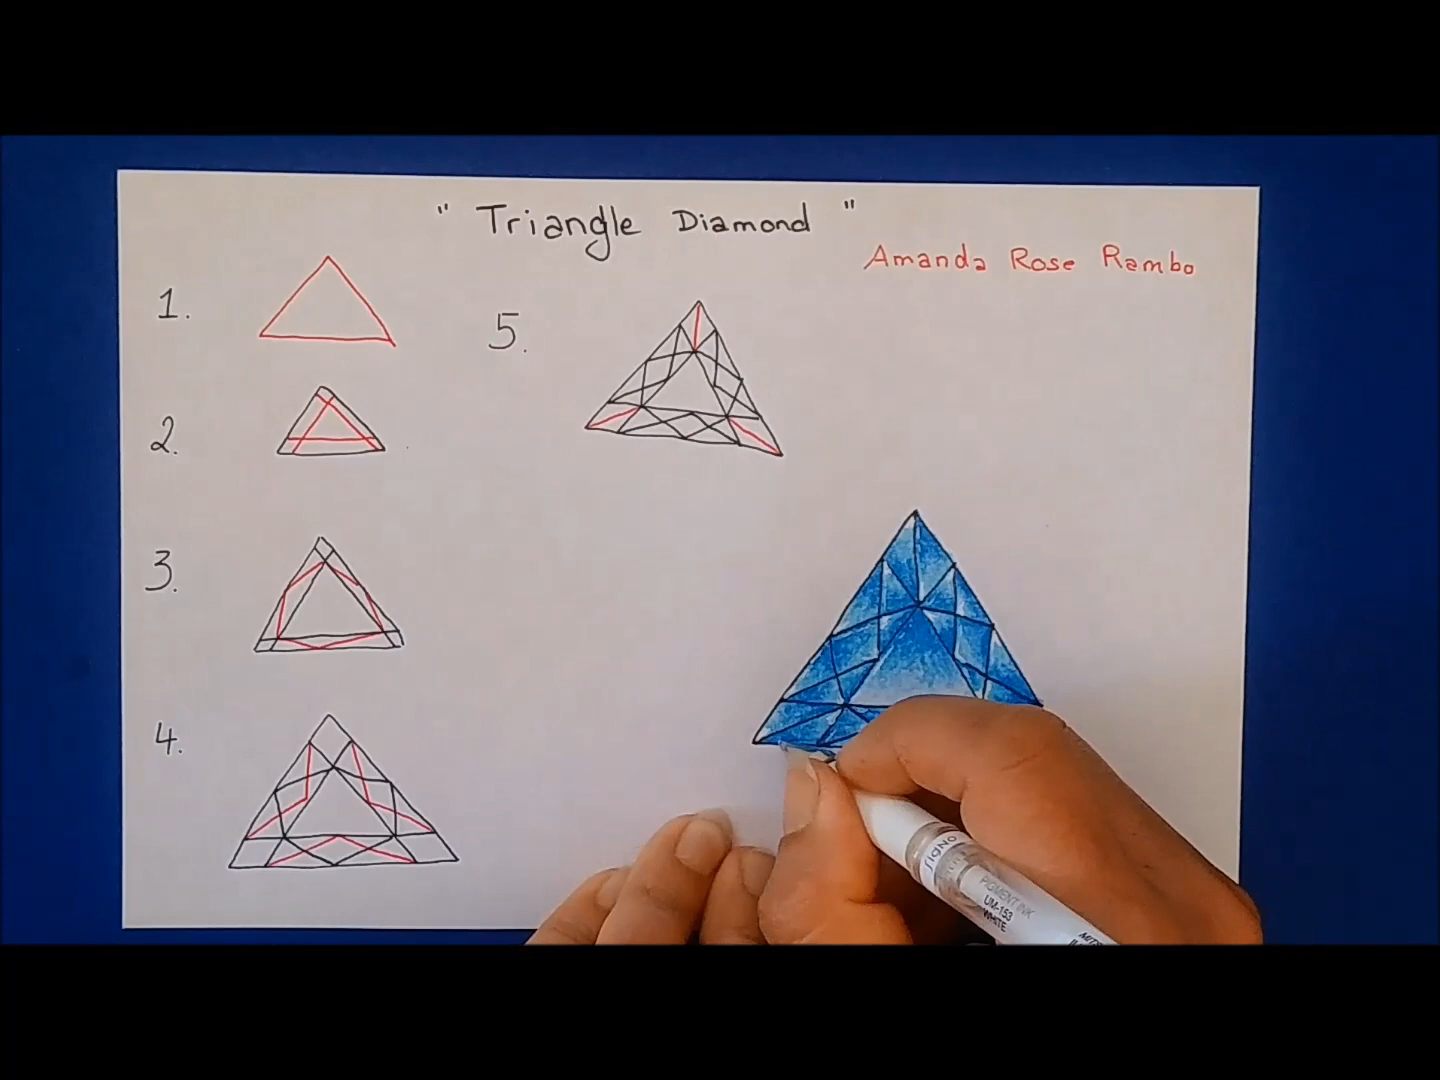 " Triangle Diamond "
Amanda Rose Rambo
1.
2.
3.
4.
5.
PIGMENT INK
UM-153
WHITE